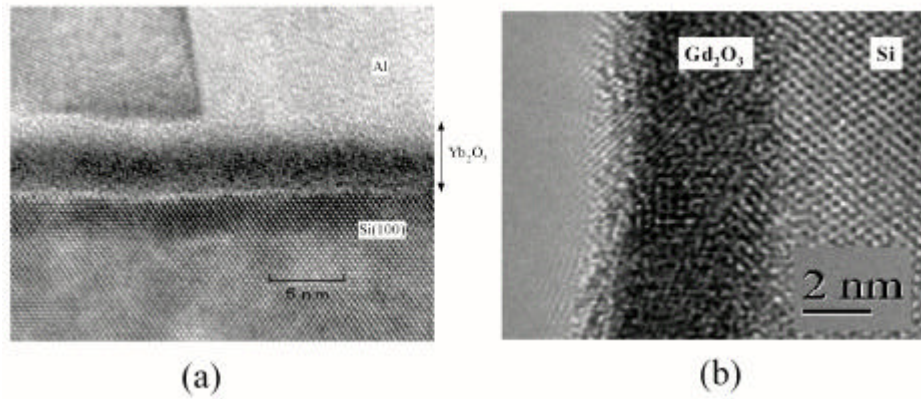 Al
Yb₂O₃
Si(100)
5 nm
(a)
Gd₂O₃
Si
2 nm
(b)